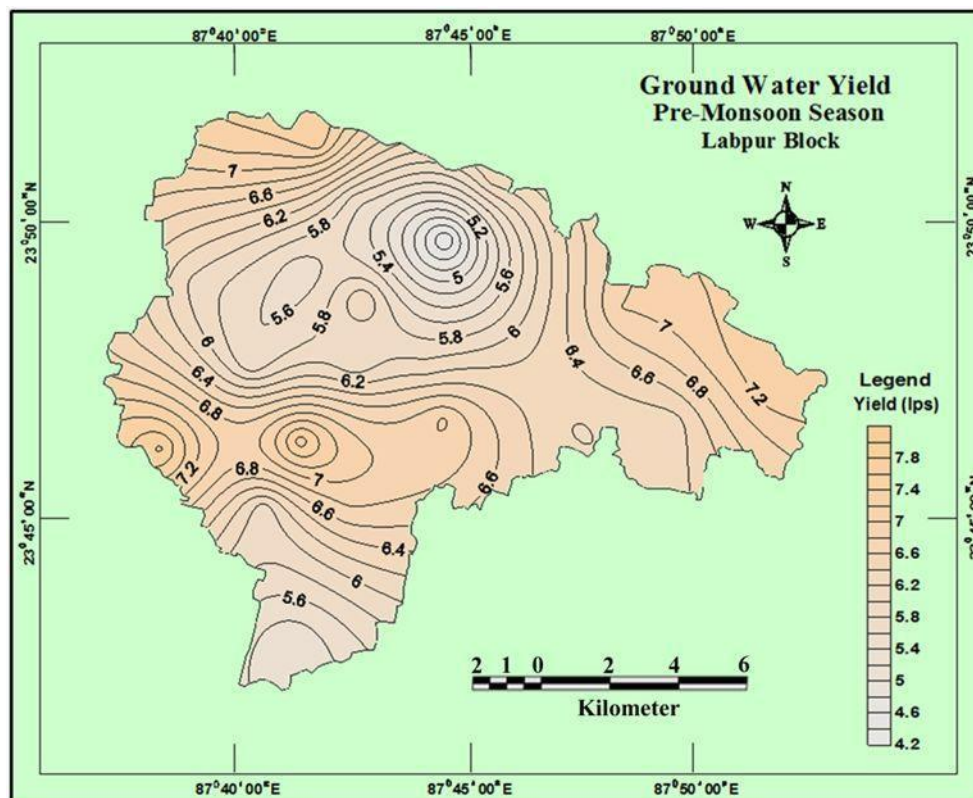 87°40'00"E 87°45'00"E 87°50'00"E
Ground Water Yield
Pre-Monsoon Season
Labpur Block
N
W E
S
23°50'00"N
23°50'00"N
7
6.6
6.2
5.8
5.2
5.4
5
5.6
5.6
5.8
5.8
6
6
6.4
6.2
6.4
6.8
7
6.6
6.8
7.2
7.2
6.8
7
6.6
6.6
6.4
6
5.6
Legend
Yield (lps)
7.8
7.4
7
6.6
6.2
5.8
5.4
5
4.6
4.2
23°45'00"N
2 1 0 2 4 6
Kilometer
87°40'00"E 87°45'00"E 87°50'00"E